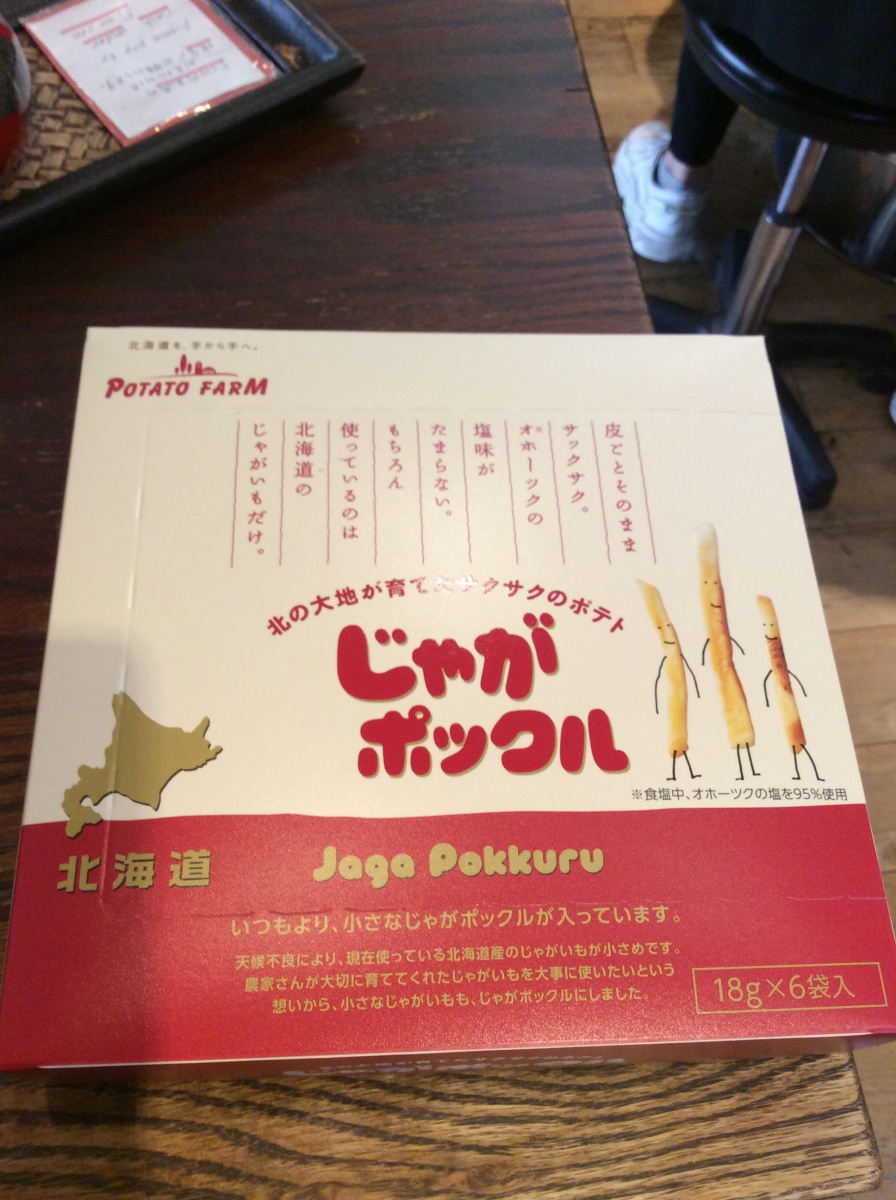 北海道を、手から手へ。
POTATO FARM
皮ごとそのまま
サックサク。
オホーツクの
塩味が
たまらない。
もちろん
使っているのは
北海道の
じゃがいもだけ。
北の大地が育てたサクサクのポテト
じゃが
ポックル
※食塩中、オホーツクの塩を95%使用
北海道
Jaga Pokkuru
いつもより、小さなじゃがポックルが入っています。
天候不良により、現在使っている北海道産のじゃがいもが小さめです。
農家さんが大切に育ててくれたじゃがいもを大事に使いたいという
想いから、小さなじゃがいもも、じゃがポックルにしました。
18g×6袋入